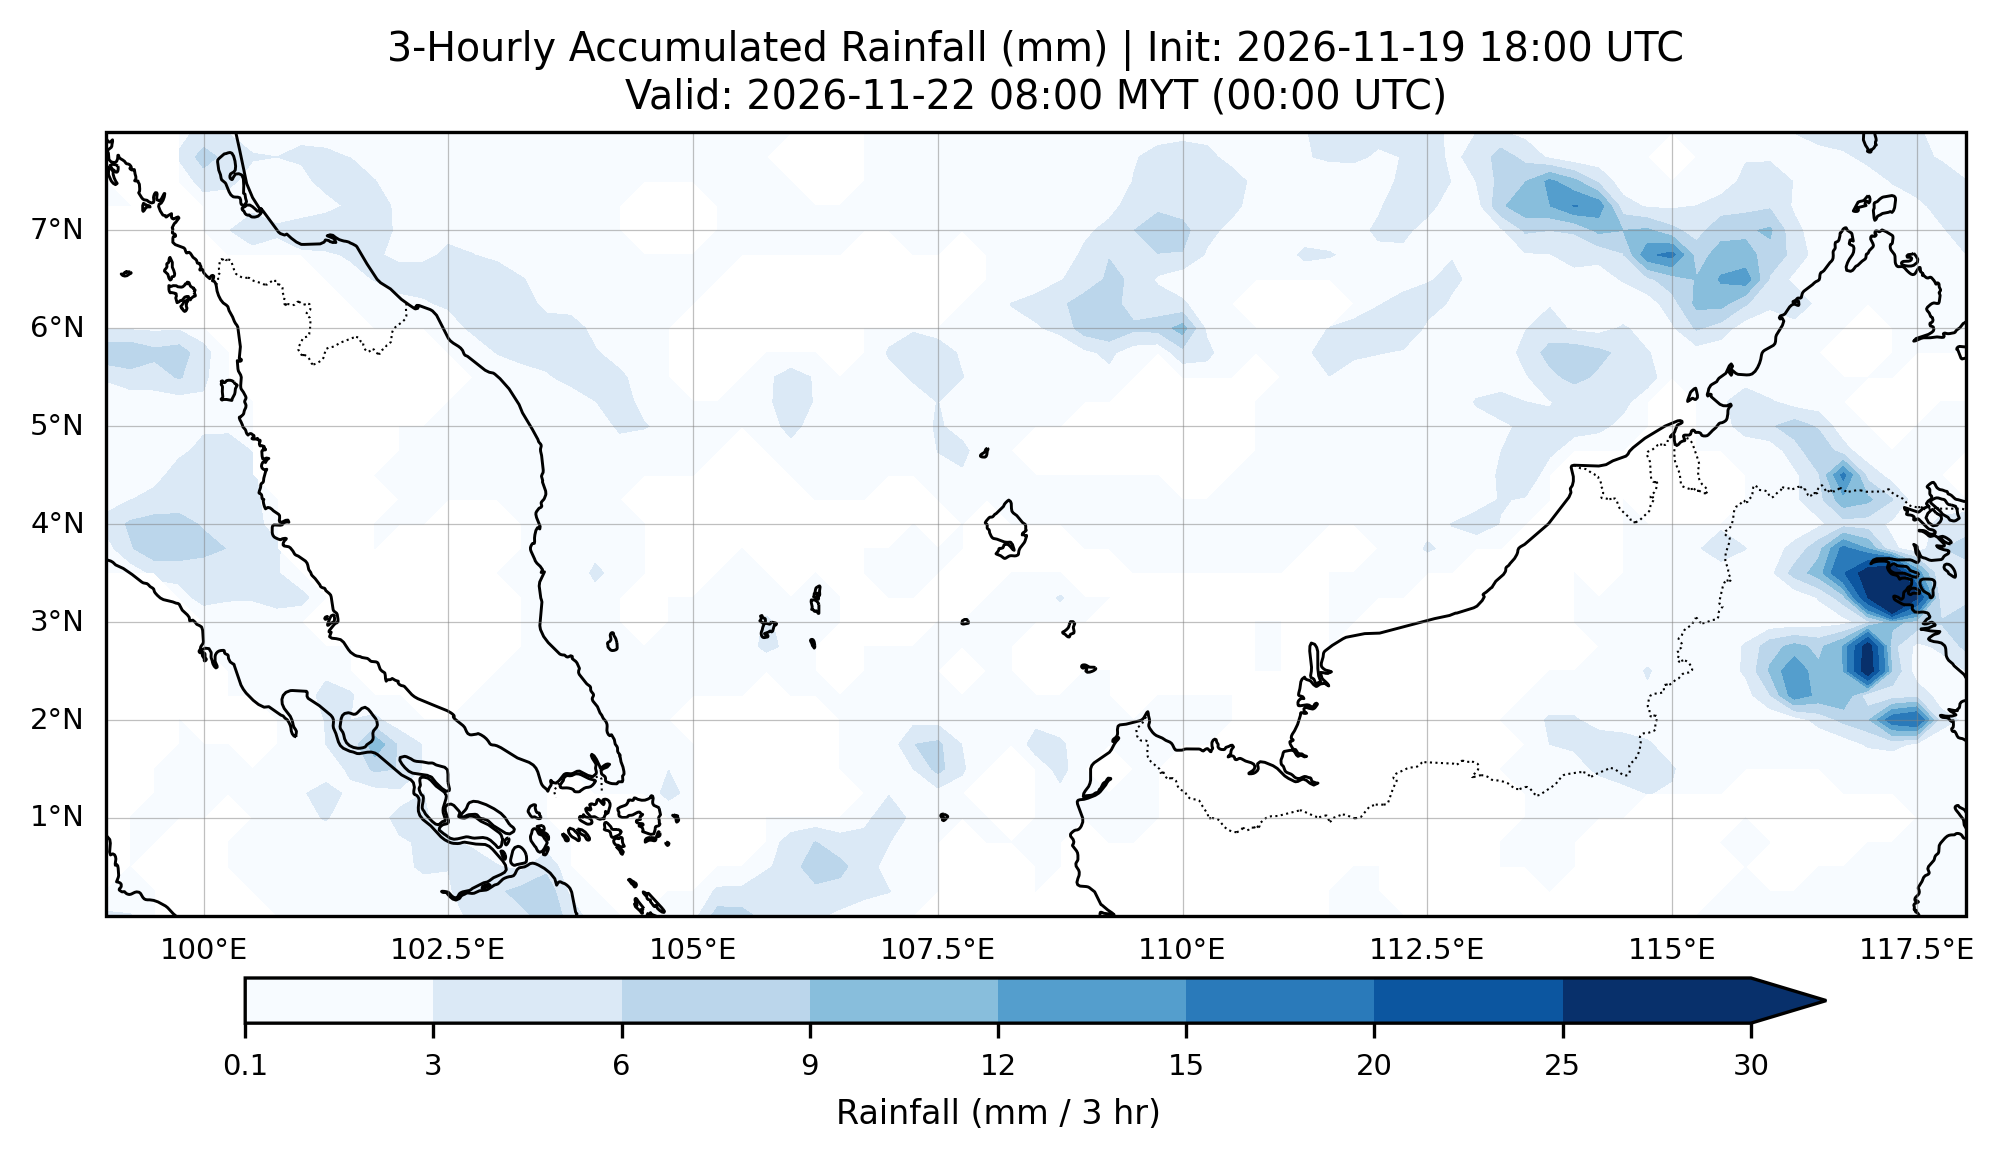 3-Hourly Accumulated Rainfall (mm) | Init: 2026-11-19 18:00 UTC
Valid: 2026-11-22 08:00 MYT (00:00 UTC)
7°N
6°N
5°N
4°N
3°N
2°N
1°N
100°E 102.5°E 105°E 107.5°E 110°E 112.5°E 115°E 117.5°E
0.1 3 6 9 12 15 20 25 30
Rainfall (mm / 3 hr)